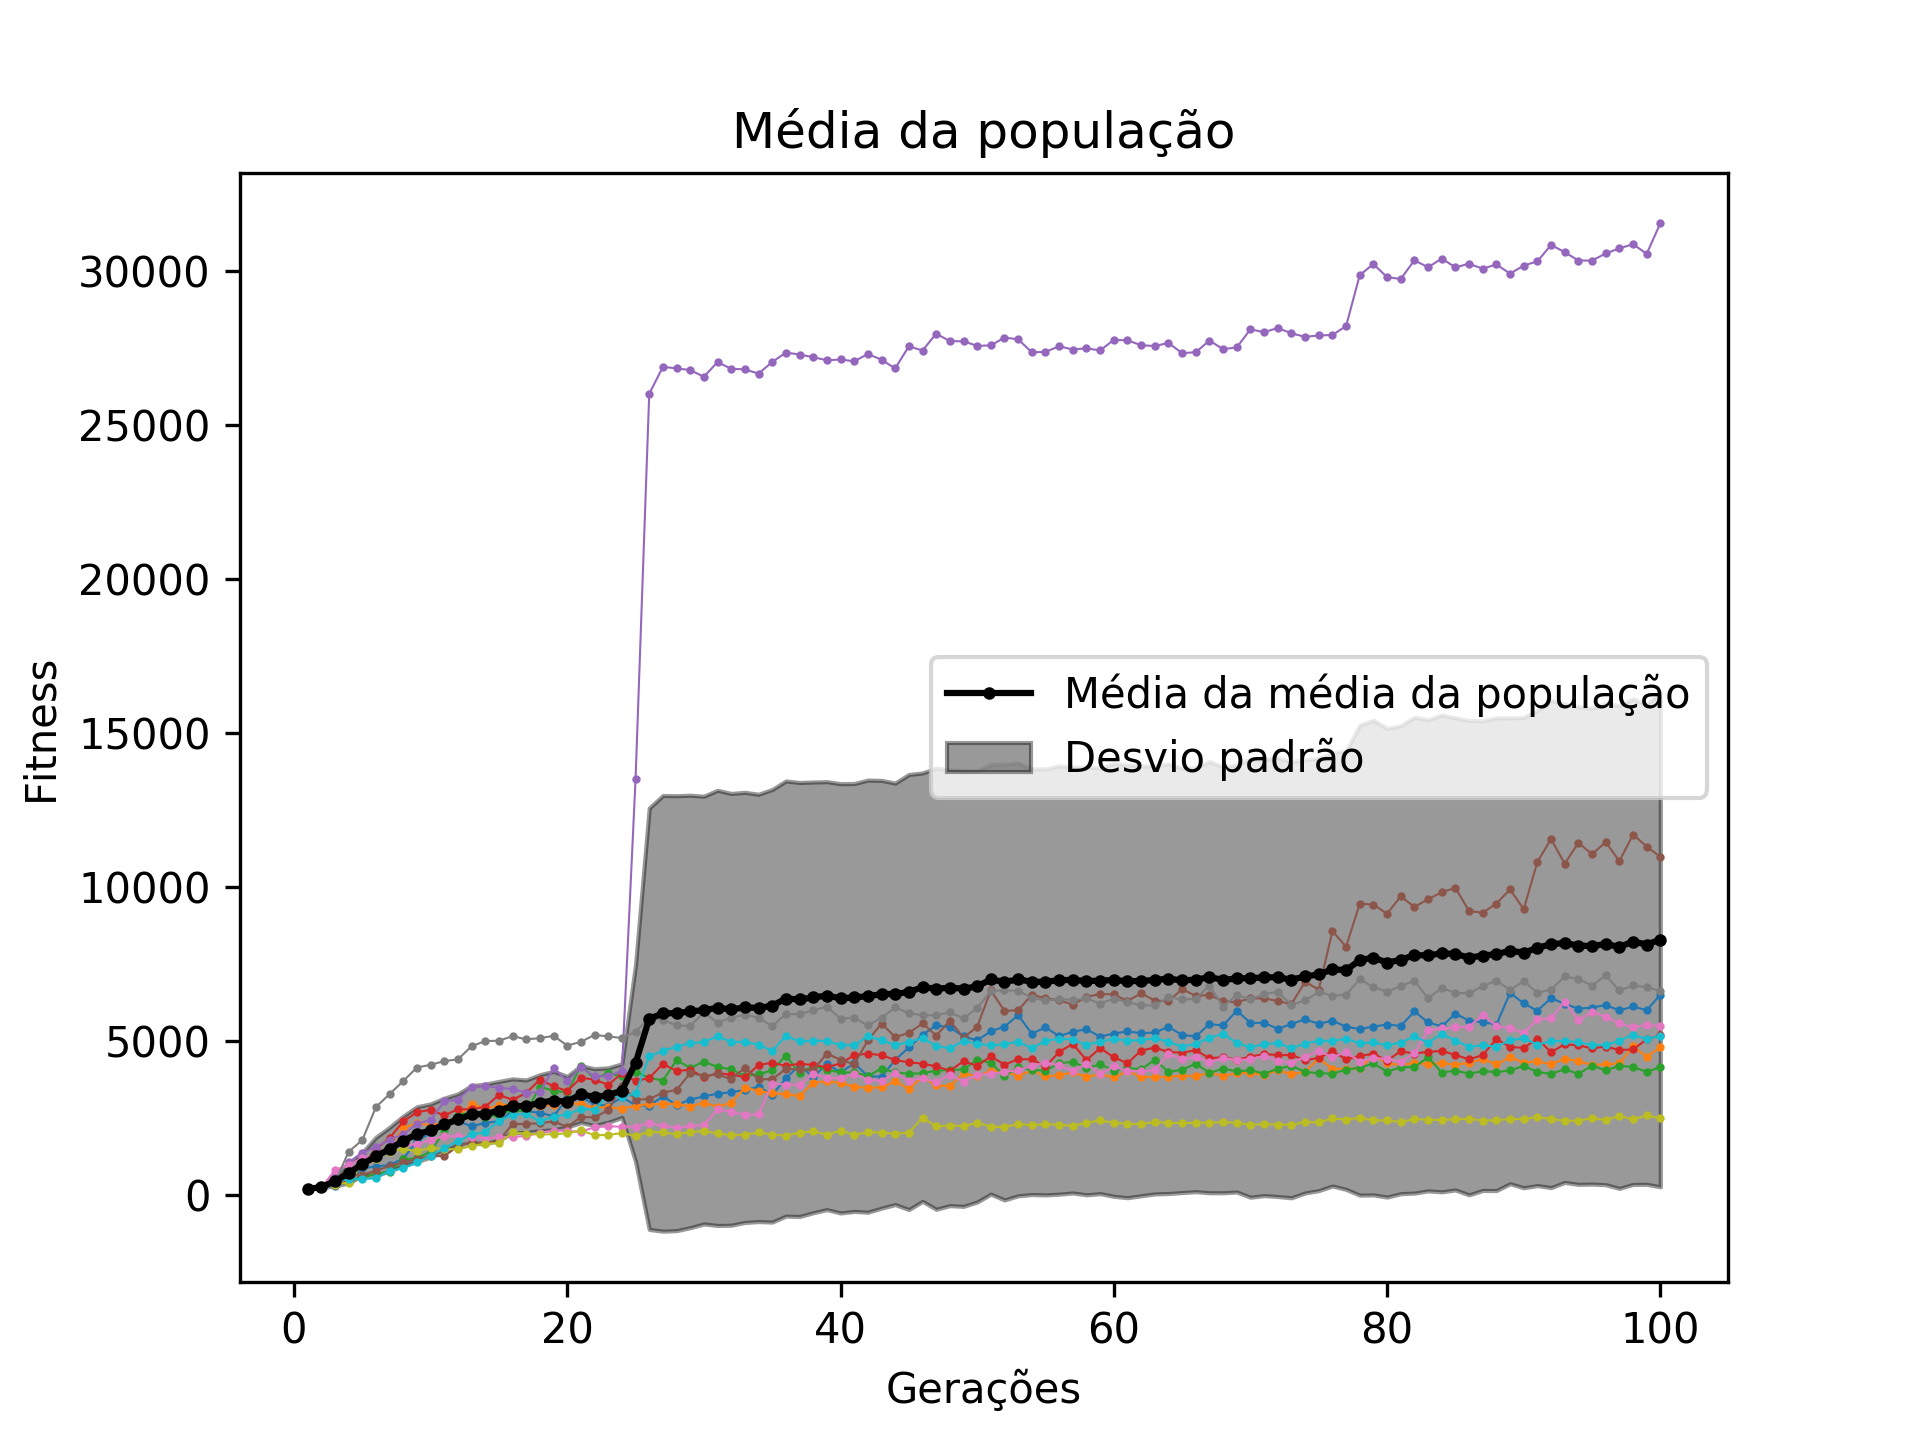 Média da população
30000
25000
20000
15000
10000
5000
0
Fitness
Média da média da população
Desvio padrão
0 20 40 60 80 100
Gerações